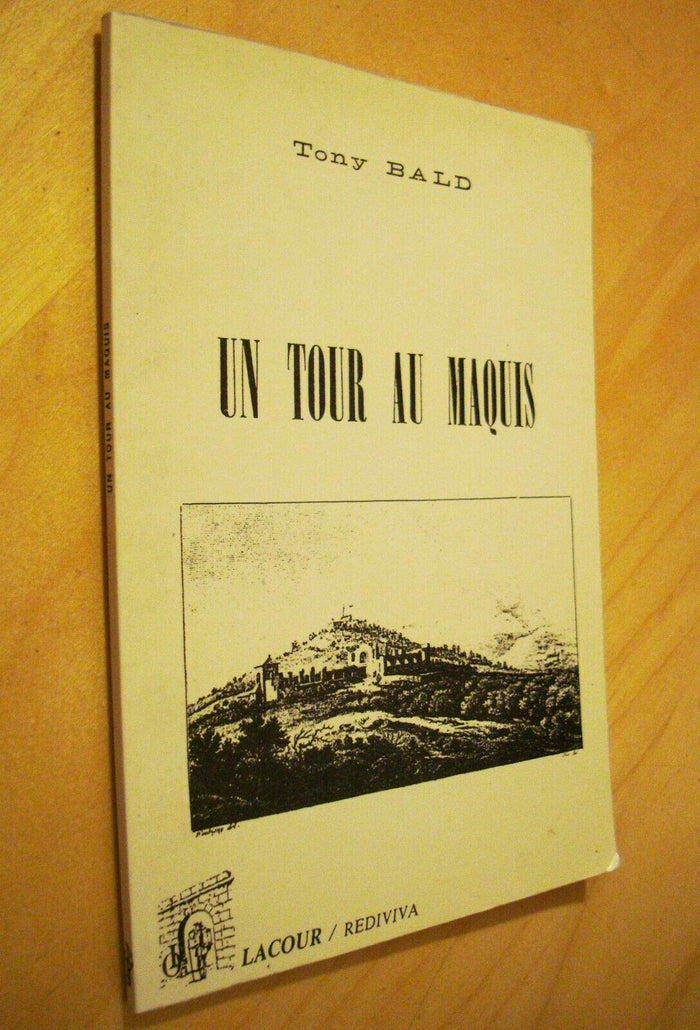 Tony BALD
UN TOUR AU MAQUIS
LACOUR / REDIVIVA
UN TOUR AU MAQUIS